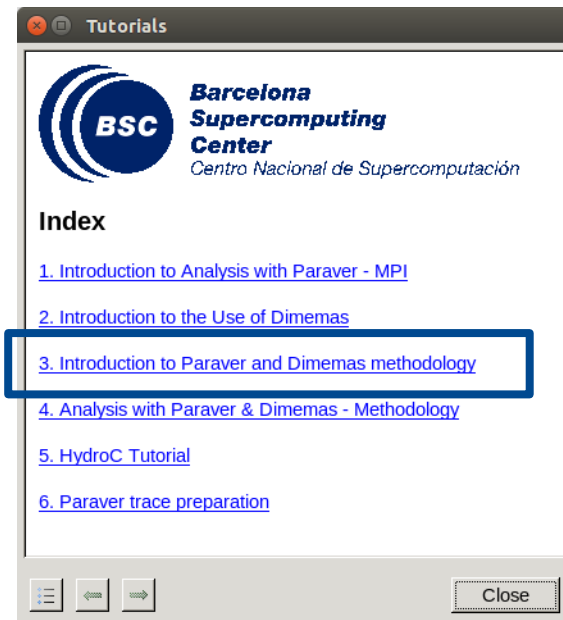 Tutorials
BSC
Barcelona
Supercomputing
Center
Centro Nacional de Supercomputación
Index
1. Introduction to Analysis with Paraver - MPI
2. Introduction to the Use of Dimemas
3. Introduction to Paraver and Dimemas methodology
4. Analysis with Paraver & Dimemas - Methodology
5. HydroC Tutorial
6. Paraver trace preparation
Close